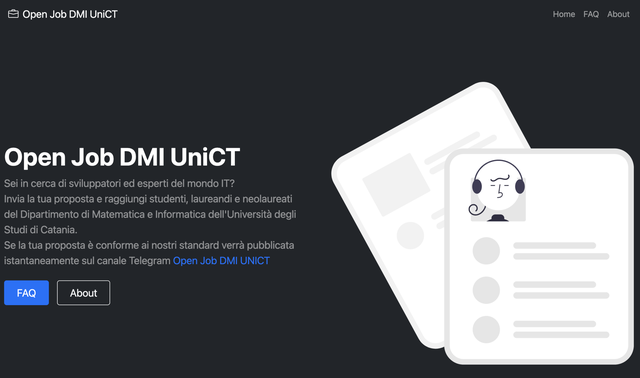 Open Job DMI UniCT
Home FAQ About
Open Job DMI UniCT
Sei in cerca di sviluppatori ed esperti del mondo IT?
Invia la tua proposta e raggiungi studenti, laureandi e neolaureati
del Dipartimento di Matematica e Informatica dell'Università degli
Studi di Catania.
Se la tua proposta è conforme ai nostri standard verrà pubblicata
istantaneamente sul canale Telegram Open Job DMI UNICT
FAQ About